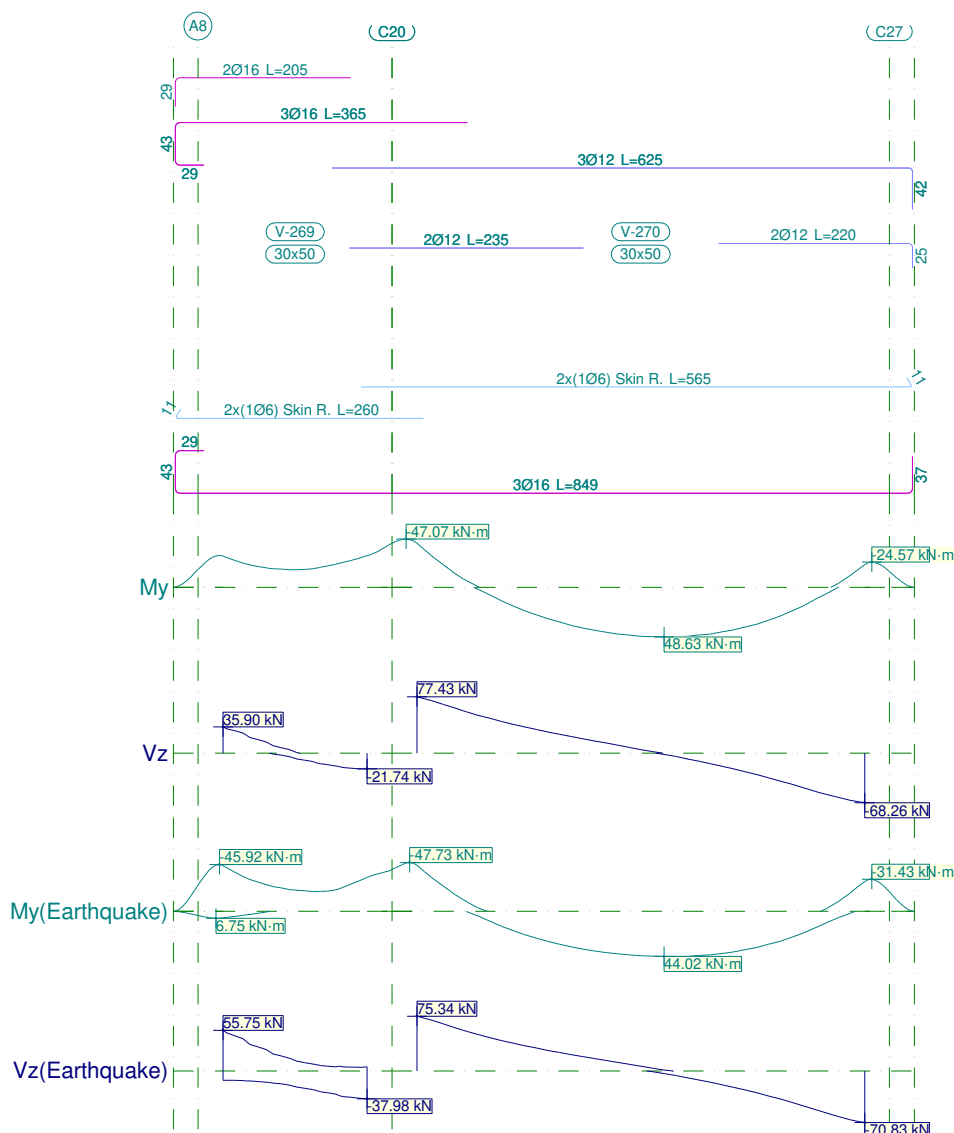 A8
C20
C27
2Ø16 L=205
29
3Ø16 L=365
43
29
3Ø12 L=625
42
V-269
30x50
2Ø12 L=235
V-270
30x50
2Ø12 L=220
25
2x(1Ø6) Skin R. L=565
11
11
2x(1Ø6) Skin R. L=260
29
43
3Ø16 L=849
37
-47.07 kN·m
-24.57 kN·m
My
48.63 kN·m
77.43 kN
35.90 kN
Vz
-21.74 kN
-68.26 kN
-45.92 kN·m
-47.73 kN·m
-31.43 kN·m
My(Earthquake)
6.75 kN·m
44.02 kN·m
55.75 kN
75.34 kN
Vz(Earthquake)
-37.98 kN
-70.83 kN